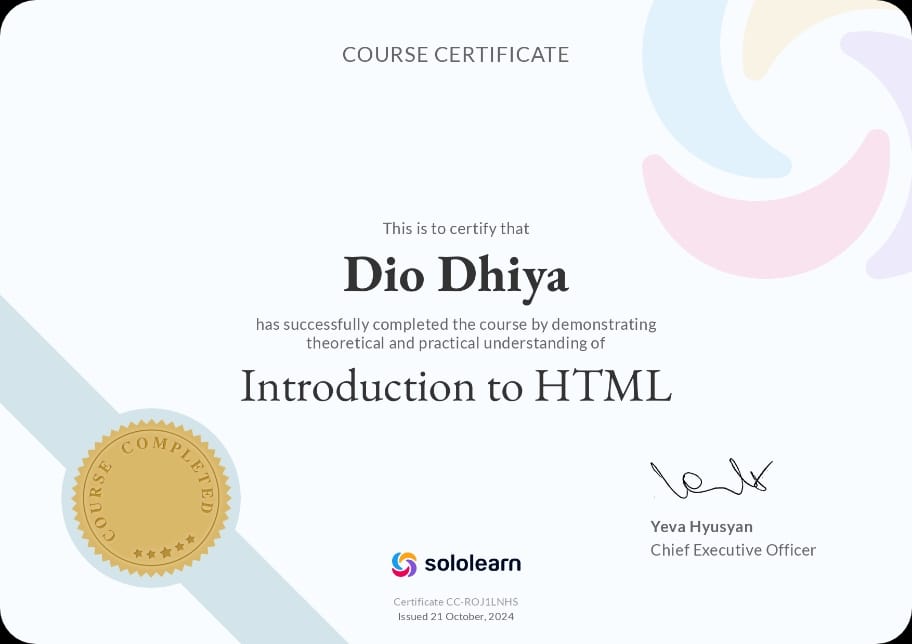 COURSE CERTIFICATE
This is to certify that
Dio Dhiya
has successfully completed the course by demonstrating
theoretical and practical understanding of
Introduction to HTML
COURSE COMPLETED
Yeva Hyusyan
Chief Executive Officer
sololearn
Certificate CC-ROJ1LNHS
Issued 21 October, 2024